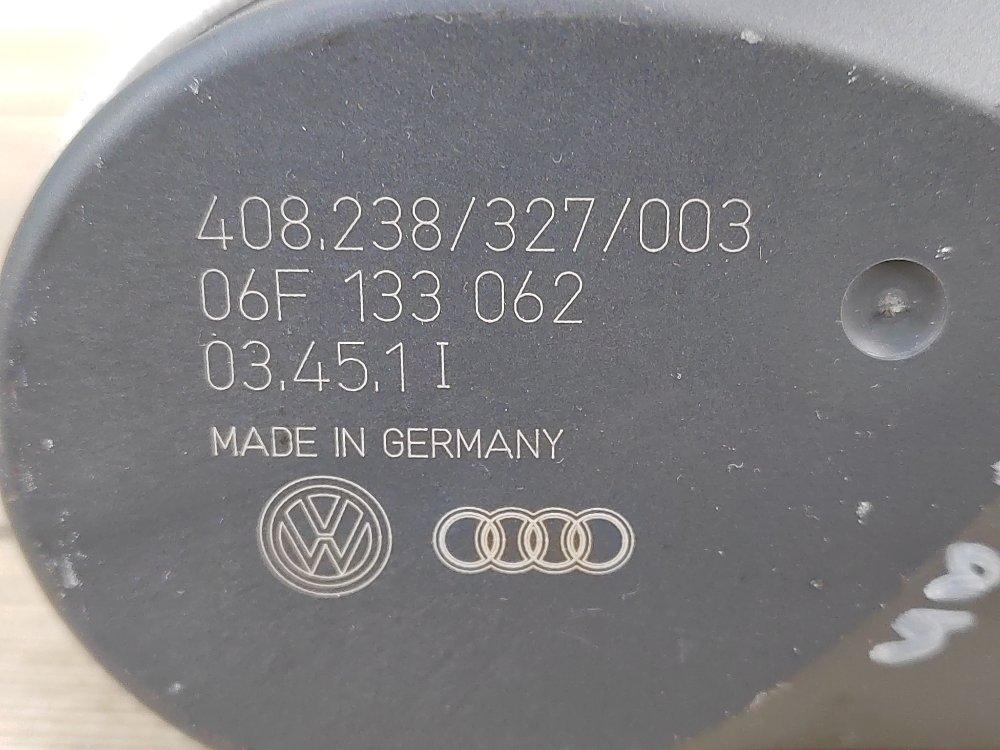 408.238/327/003
06F 133 062
03.45.1 I
MADE IN GERMANY